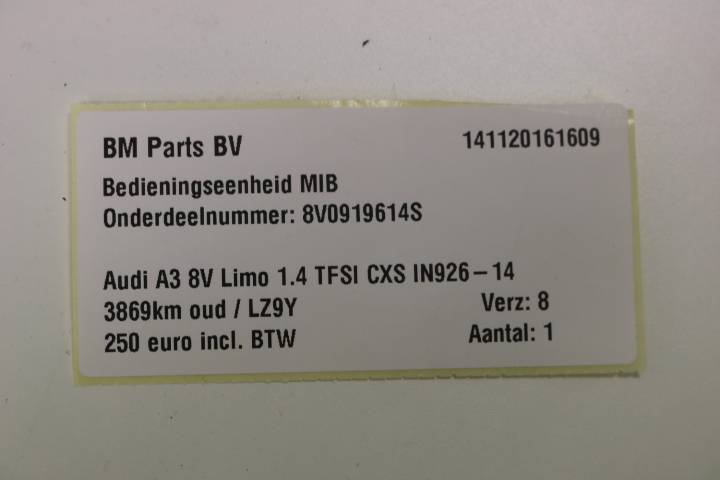 BM Parts BV 141120161609
Bedieningseenheid MIB
Onderdeelnummer: 8V0919614S
Audi A3 8V Limo 1.4 TFSI CXS IN926-14
3869km oud / LZ9Y Verz: 8
250 euro incl. BTW Aantal: 1